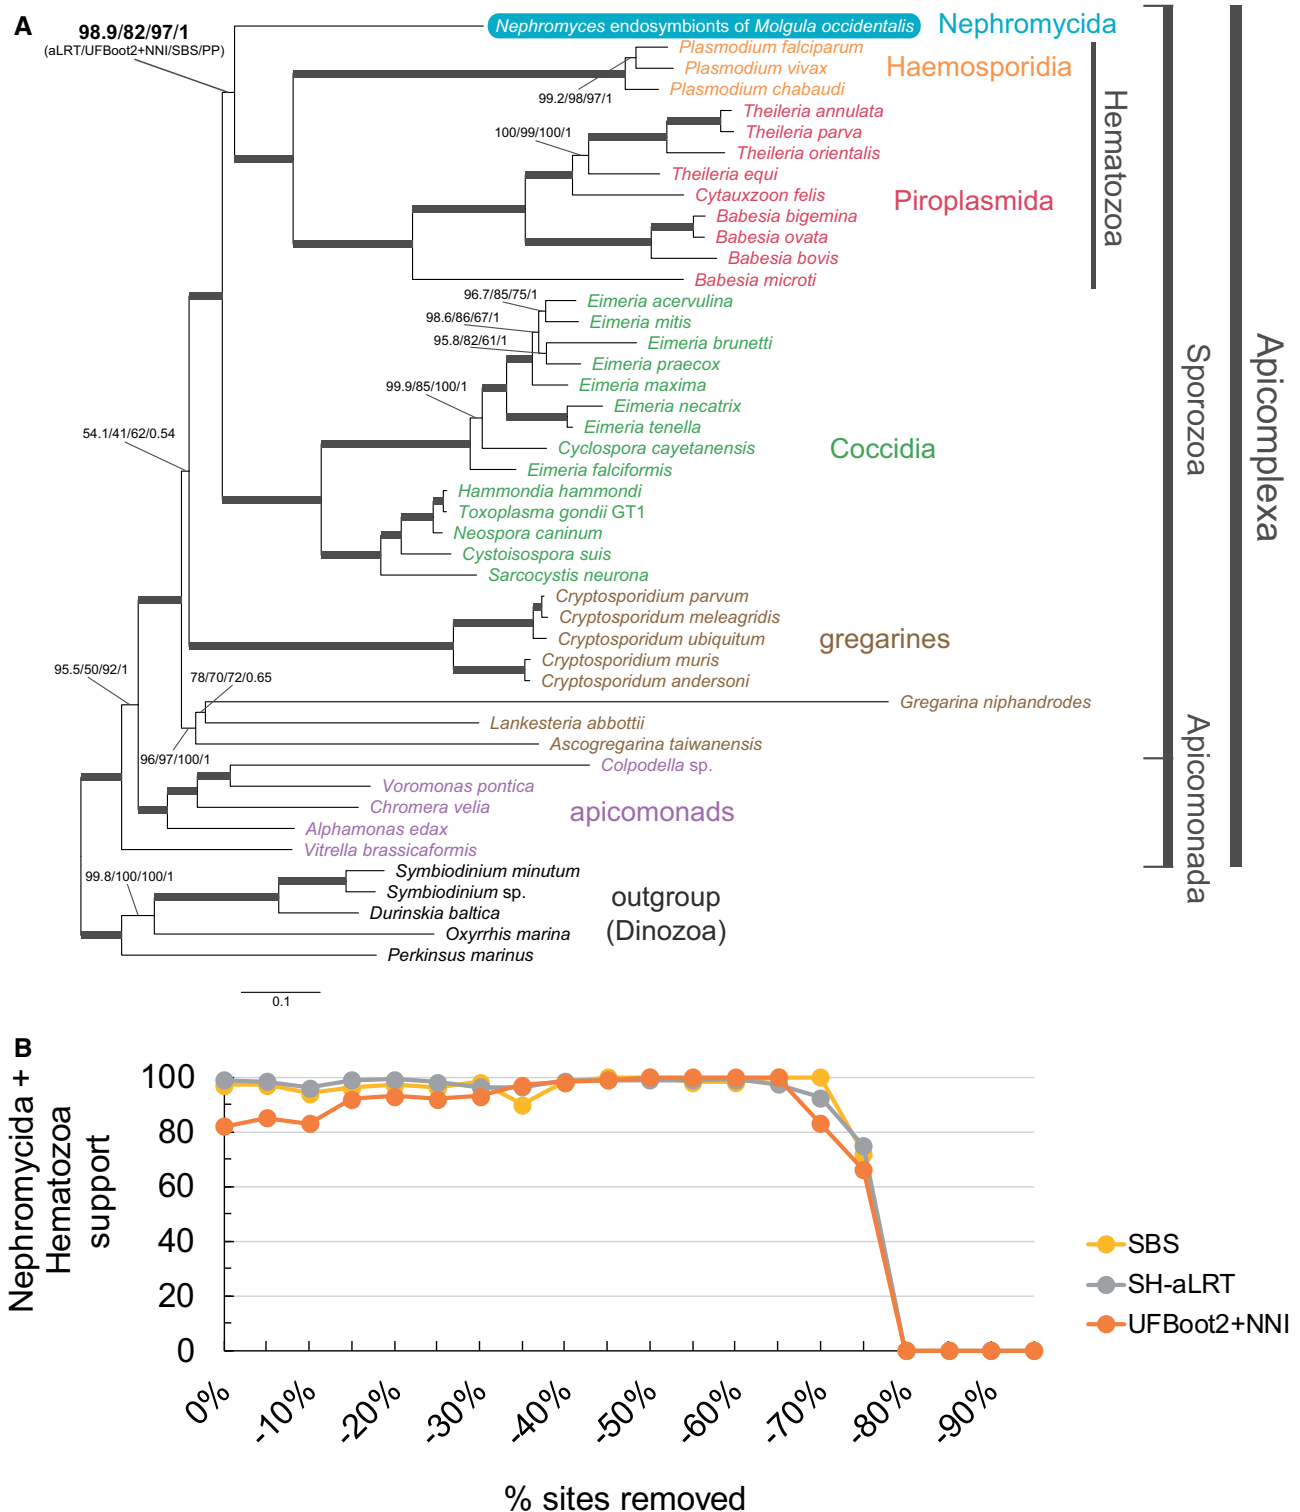 A
98.9/82/97/1
(aLRT/UFBoot2+NNI/SBS/PP)
Nephromyces endosymbionts of Molgula occidentalis
Nephromycida
Plasmodium falciparum
Plasmodium vivax
Plasmodium chabaudi
Haemosporidia
99.2/98/97/1
Theileria annulata
Theileria parva
Theileria orientalis
100/99/100/1
Theileria equi
Cytauxzoon felis
Piroplasmida
Babesia bigemina
Babesia ovata
Babesia bovis
Babesia microti
Hematozoa
96.7/85/75/1
Eimeria acervulina
98.6/86/67/1
Eimeria mitis
95.8/82/61/1
Eimeria brunetti
Eimeria praecox
Eimeria maxima
99.9/85/100/1
Eimeria necatrix
Eimeria tenella
Cyclospora cayetanensis
Coccidia
Eimeria falciformis
Hammondia hammondi
Toxoplasma gondii GT1
Neospora caninum
Cystoisospora suis
Sarcocystis neurona
54.1/41/62/0.54
Sporozoa
Apicomplexa
Cryptosporidium parvum
Cryptosporidum meleagridis
Cryptosporidum ubiquitum
gregarines
Cryptosporidium muris
Cryptosporidum andersoni
95.5/50/92/1
78/70/72/0.65
Gregarina niphandrodes
Lankesteria abbottii
Ascogregarina taiwanensis
96/97/100/1
Colpodella sp.
Voromonas pontica
Chromera velia
apicomonads
Alphamonas edax
Vitrella brassicaformis
Apicomonada
99.8/100/100/1
Symbiodinium minutum
Symbiodinium sp.
Durinskia baltica
Oxyrrhis marina
Perkinsus marinus
outgroup
(Dinozoa)
0.1
B
Nephromycida +
Hematozoa
support
100
80
60
40
20
0
0%
-10%
-20%
-30%
-40%
-50%
-60%
-70%
-80%
-90%
% sites removed
SBS
SH-aLRT
UFBoot2+NNI